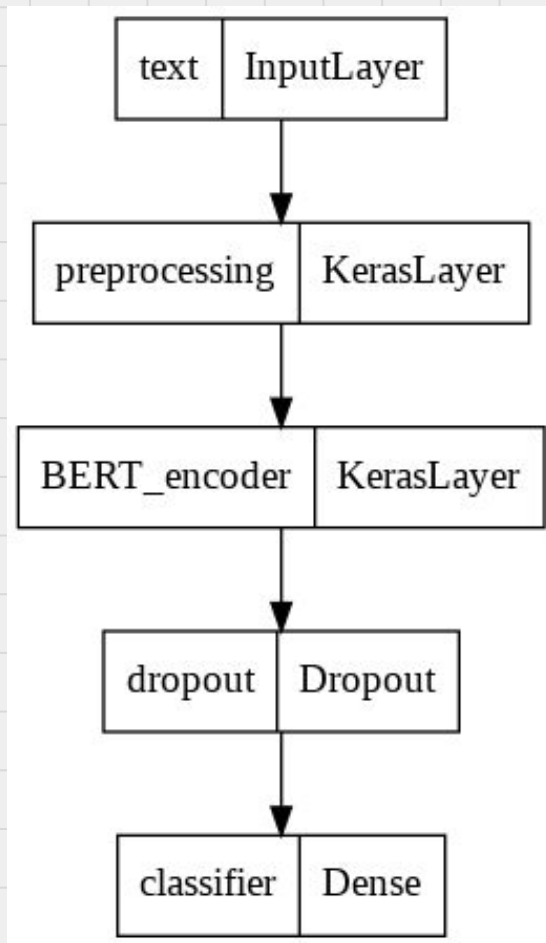 text InputLayer
preprocessing KerasLayer
BERT_encoder KerasLayer
dropout Dropout
classifier Dense